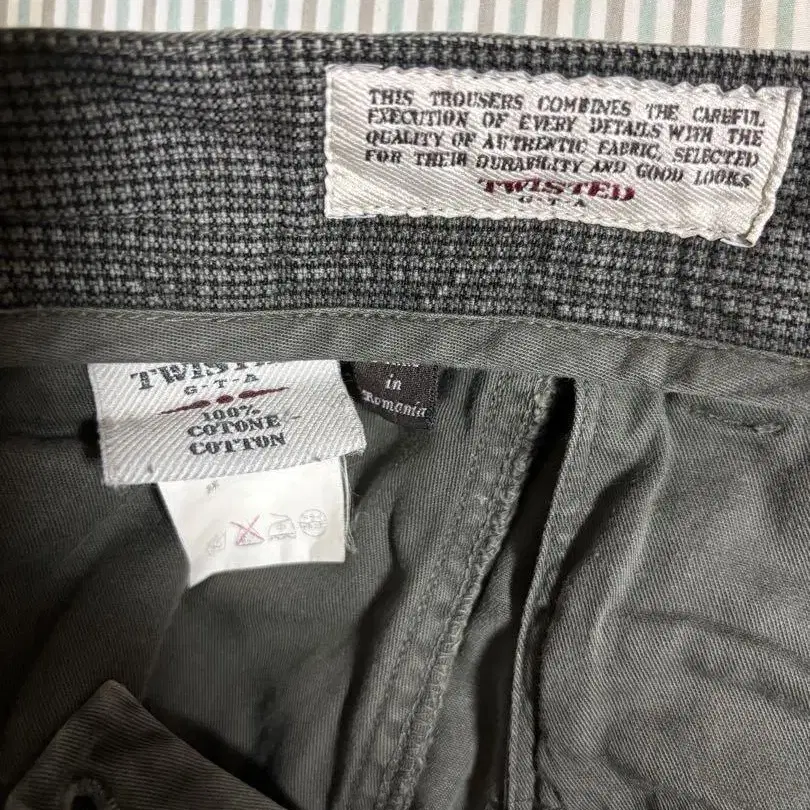 THIS TROUSERS COMBINES THE CAREFUL
EXECUTION OF EVERY DETAILS WITH THE
QUALITY OF AUTHENTIC FABRIC, SELECTED
FOR THEIR DURABILITY AND GOOD LOOKS
TWISTED
G·T·A
TWISTED
G-T-A
100%
COTONE
COTTON
in
Romania